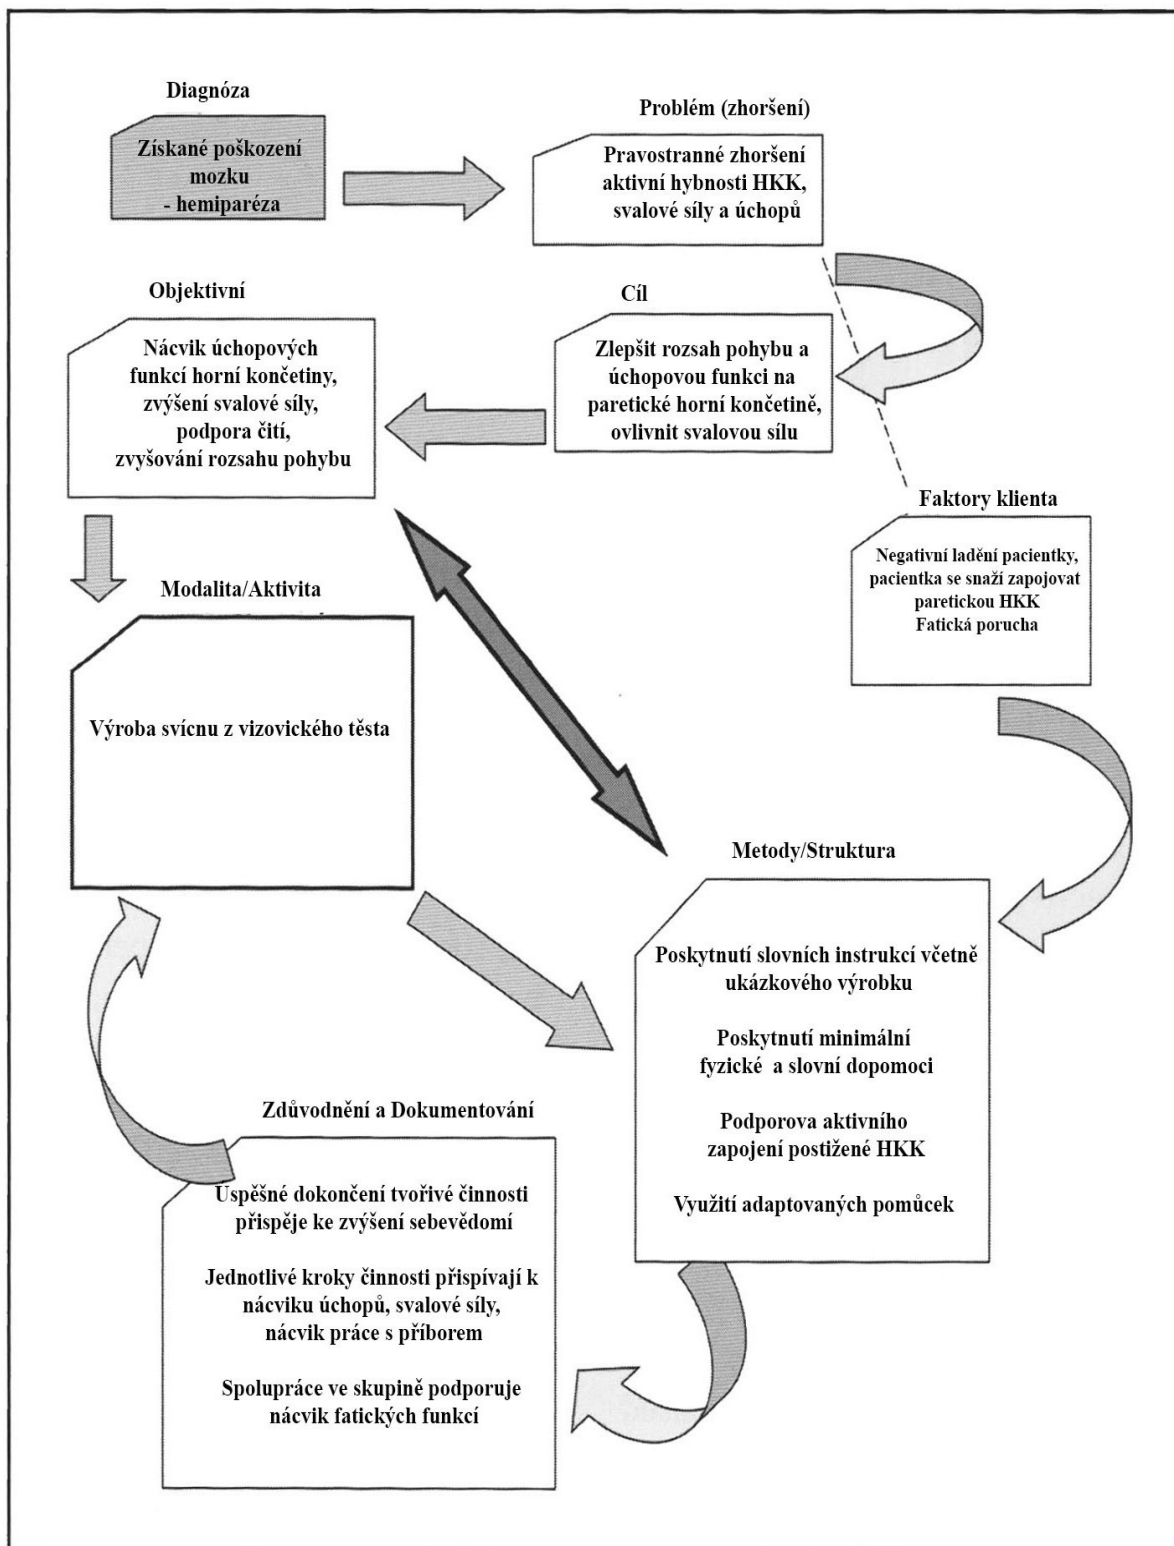 Diagnóza
Získané poškození
mozku
- hemiparéza
Problém (zhoršení)
Pravostranné zhoršení
aktivní hybnosti HKK,
svalové síly a úchopů
Cíl
Zlepšit rozsah pohybu a
úchopovou funkci na
paretické horní končetině,
ovlivnit svalovou sílu
Objektivní
Nácvik úchopových
funkcí horní končetiny,
zvýšení svalové síly,
podpora čití,
zvyšování rozsahu pohybu
Faktory klienta
Negativní ladění pacientky,
pacientka se snaží zapojovat
paretickou HKK
Fatická porucha
Modalita/Aktivita
Výroba svícnu z vizovického těsta
Metody/Struktura
Poskytnutí slovních instrukcí včetně
ukázkového výrobku
Poskytnutí minimální
fyzické a slovní dopomoci
Podporova aktivního
zapojení postižené HKK
Využití adaptovaných pomůcek
Zdůvodnění a Dokumentování
Úspěšné dokončení tvořivé činnosti
přispěje ke zvýšení sebevědomí
Jednotlivé kroky činnosti přispívají k
nácviku úchopů, svalové síly,
nácvik práce s příborem
Spolupráce ve skupině podporuje
nácvik fatických funkcí